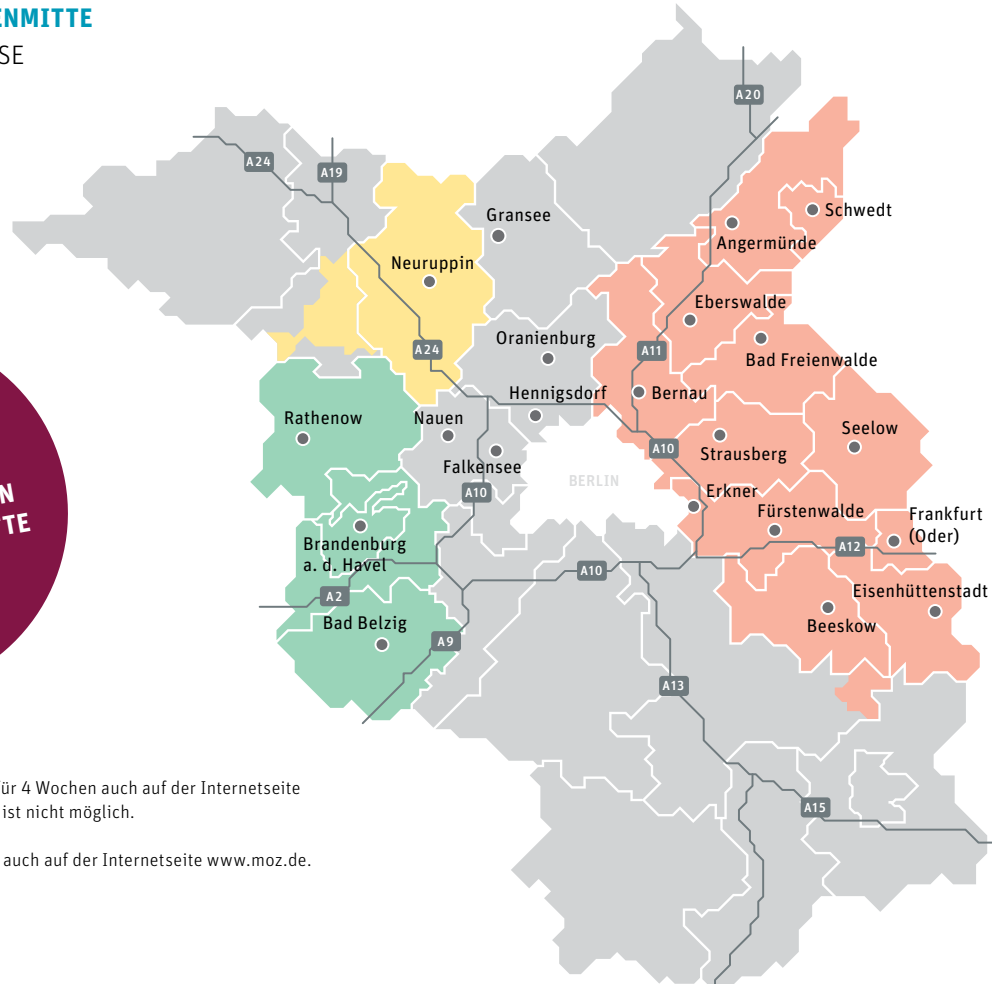 ENMITTE
SE
A20
A24
A19
Schwedt
Gransee
Angermünde
Neuruppin
Eberswalde
Oranienburg
A24
A11
Bad Freienwalde
Hennigsdorf
Bernau
Rathenow
Nauen
Seelow
A10
Strausberg
Falkensee
BERLIN
N
TE
A10
Erkner
Fürstenwalde
Frankfurt
(Oder)
Brandenburg
a. d. Havel
A12
A10
A2
Eisenhüttenstadt
Bad Belzig
Beeskow
A9
A13
für 4 Wochen auch auf der Internetseite
ist nicht möglich.
A15
auch auf der Internetseite www.moz.de.